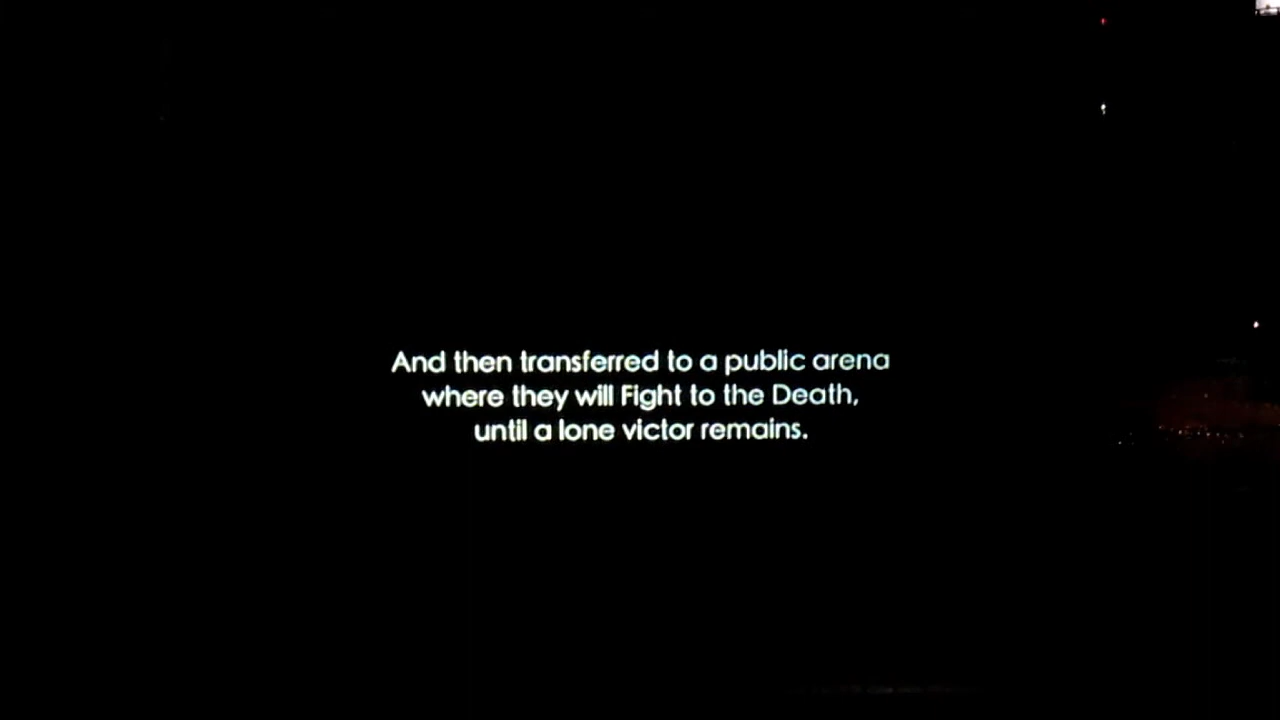 And then transferred to a public arena
where they will Fight to the Death,
until a lone victor remains.